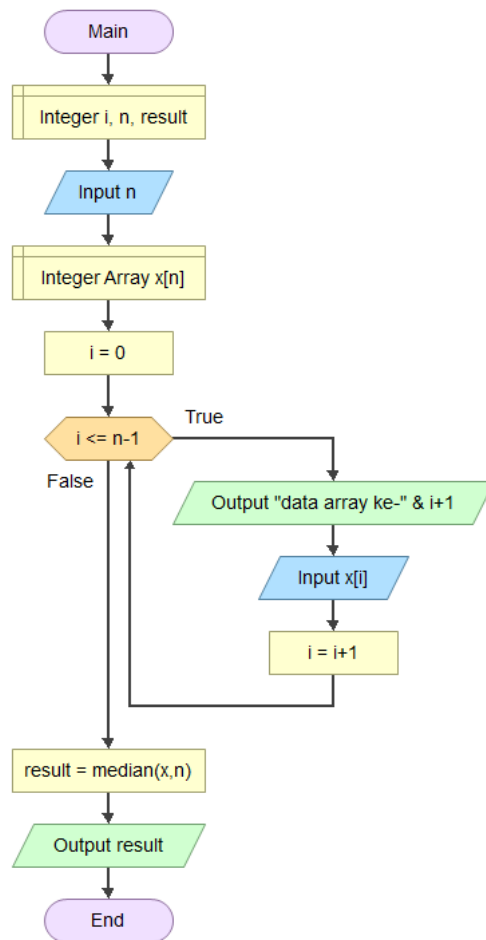 Main
Integer i, n, result
Input n
Integer Array x[n]
i = 0
i <= n-1
True
False
Output "data array ke-" & i+1
Input x[i]
i = i+1
result = median(x,n)
Output result
End